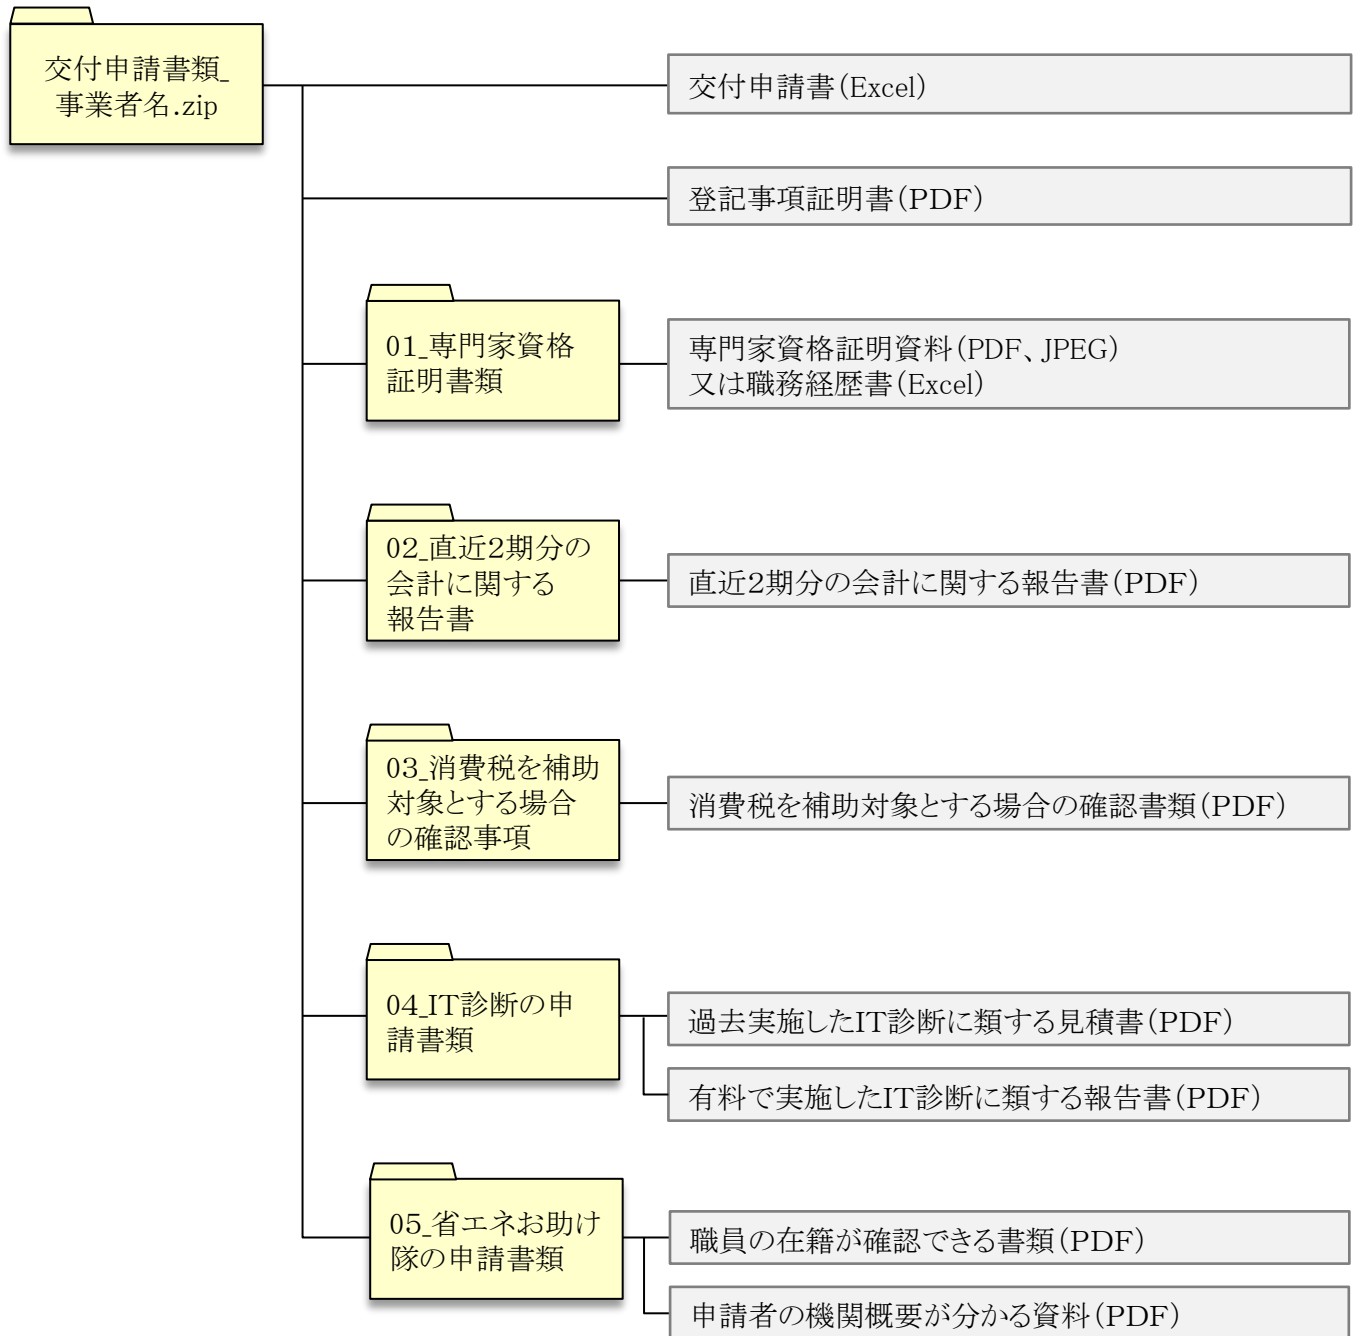 交付申請書類_
事業者名.zip
交付申請書(Excel)
登記事項証明書(PDF)
01_専門家資格
証明書類
専門家資格証明資料(PDF、JPEG)
又は職務経歴書(Excel)
02_直近2期分の
会計に関する
報告書
直近2期分の会計に関する報告書(PDF)
03_消費税を補助
対象とする場合
の確認事項
消費税を補助対象とする場合の確認書類(PDF)
04_IT診断の申
請書類
過去実施したIT診断に類する見積書(PDF)
有料で実施したIT診断に類する報告書(PDF)
05_省エネお助け
隊の申請書類
職員の在籍が確認できる書類(PDF)
申請者の機関概要が分かる資料(PDF)